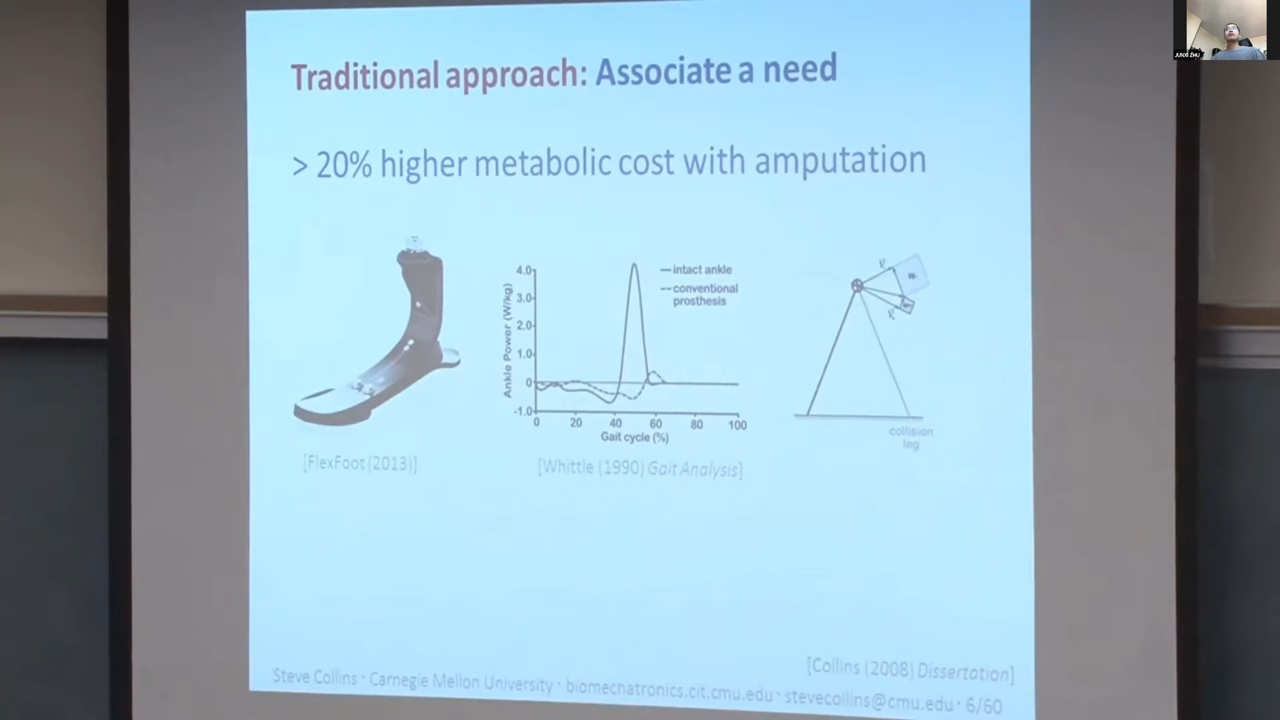 JUNXI ZHU
Traditional approach: Associate a need
> 20% higher metabolic cost with amputation
4.0
3.0
2.0
1.0
0
-1.0
Ankle Power (W/kg)
intact ankle
conventional
prosthesis
0 20 40 60 80 100
Gait cycle (%)
collision
leg
[FlexFoot (2013)]
[Whittle (1990) Gait Analysis]
[Collins (2008) Dissertation]
Steve Collins · Carnegie Mellon University · biomechatronics.cit.cmu.edu · stevecollins@cmu.edu · 6/60